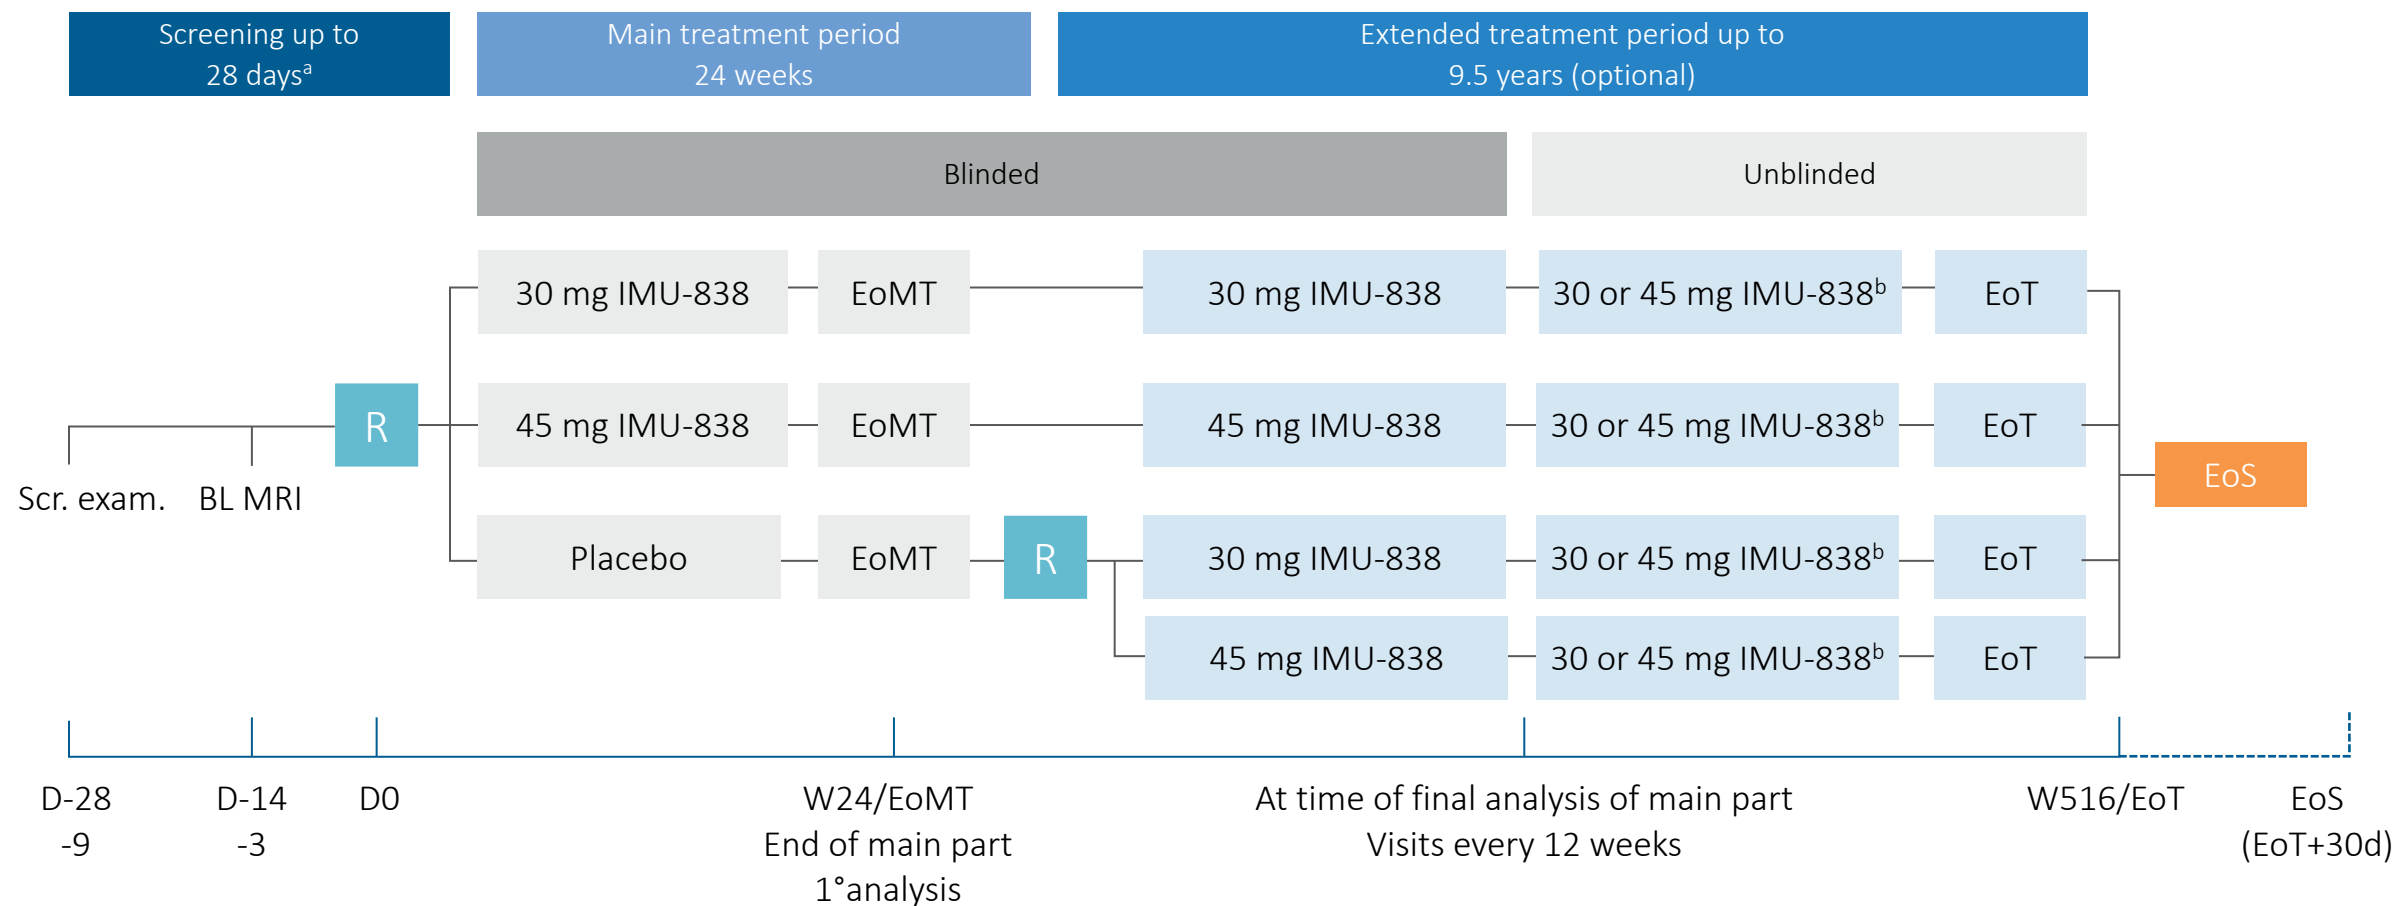 Screening up to
28 daysᵃ
Main treatment period
24 weeks
Extended treatment period up to
9.5 years (optional)
Blinded
Unblinded
30 mg IMU-838
EoMT
30 mg IMU-838
30 or 45 mg IMU-838ᵇ
EoT
R
45 mg IMU-838
EoMT
45 mg IMU-838
30 or 45 mg IMU-838ᵇ
EoT
Scr. exam.
BL MRI
EoS
Placebo
EoMT
R
30 mg IMU-838
30 or 45 mg IMU-838ᵇ
EoT
45 mg IMU-838
30 or 45 mg IMU-838ᵇ
EoT
D-28
-9
D-14
-3
D0
W24/EoMT
End of main part
1°analysis
At time of final analysis of main part
Visits every 12 weeks
W516/EoT
EoS
(EoT+30d)